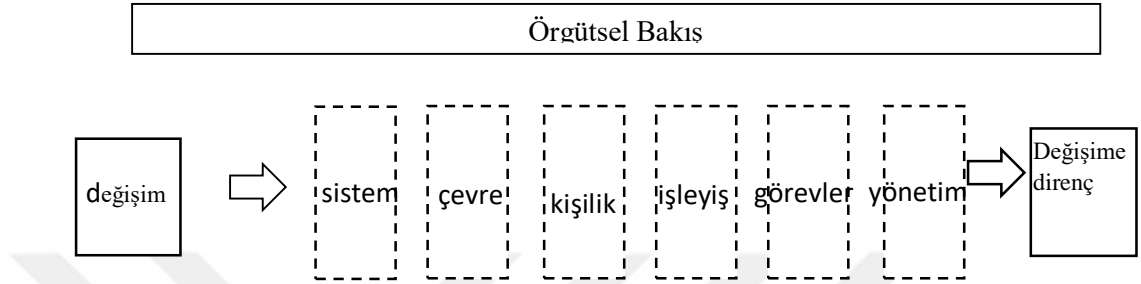 Örgütsel Bakış
değişim
sistem
çevre
kişilik
işleyiş
görevler
yönetim
Değişime
direnç